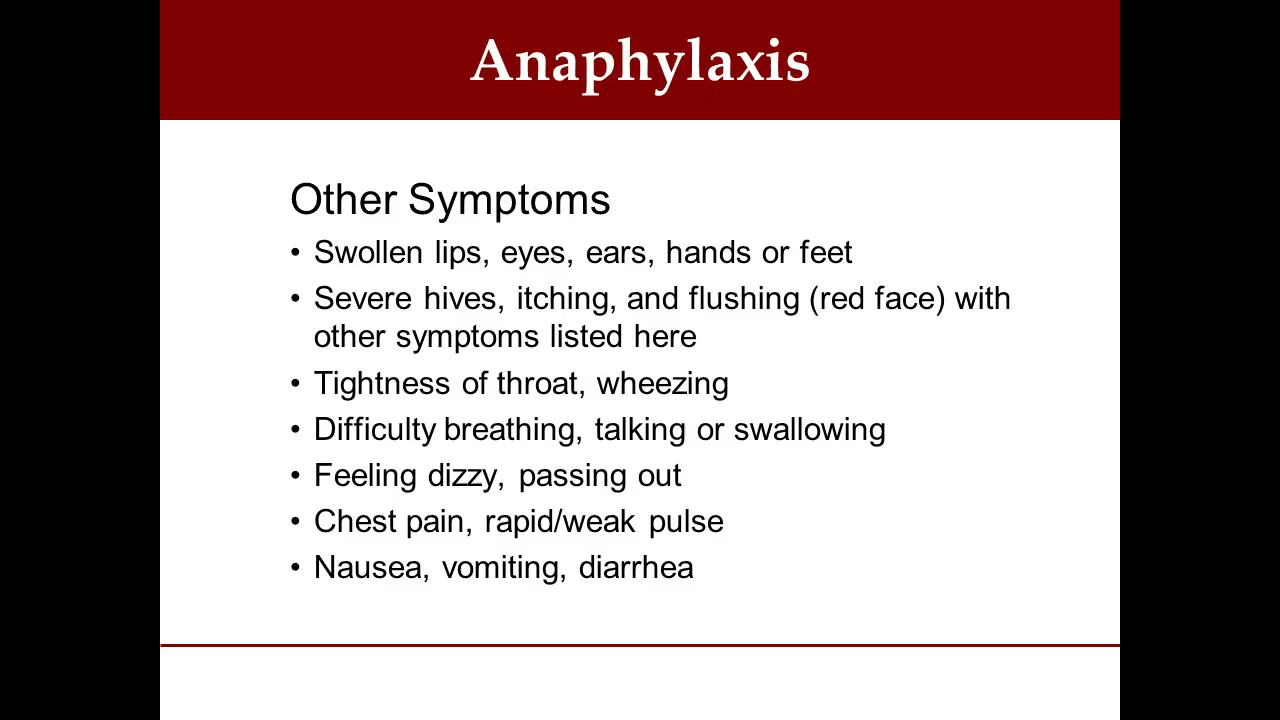 Anaphylaxis
Other Symptoms
• Swollen lips, eyes, ears, hands or feet
• Severe hives, itching, and flushing (red face) with
other symptoms listed here
• Tightness of throat, wheezing
• Difficulty breathing, talking or swallowing
• Feeling dizzy, passing out
• Chest pain, rapid/weak pulse
• Nausea, vomiting, diarrhea